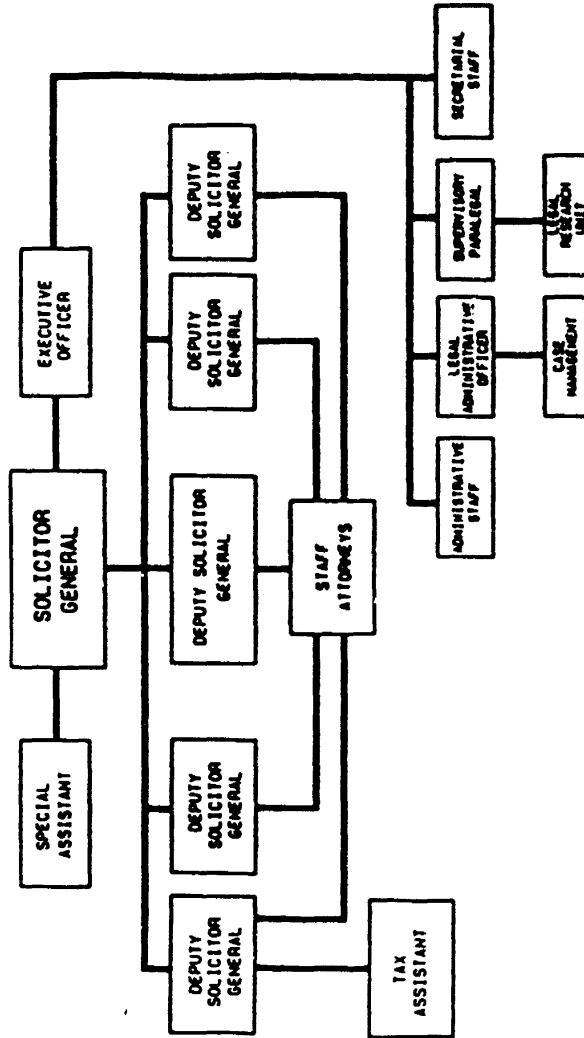 SOLICITOR
GENERAL
SPECIAL
ASSISTANT
EXECUTIVE
OFFICER
DEPUTY
SOLICITOR
GENERAL
DEPUTY
SOLICITOR
GENERAL
DEPUTY SOLICITOR
GENERAL
DEPUTY
SOLICITOR
GENERAL
DEPUTY
SOLICITOR
GENERAL
TAX
ASSISTANT
STAFF
ATTORNEYS
ADMINISTRATIVE
STAFF
LEGAL
ADMINISTRATIVE
OFFICER
SUPERVISORY
PARALEGAL
SECRETARIAL
STAFF
CASE
MANAGEMENT
LEGAL
RESEARCH
UNIT